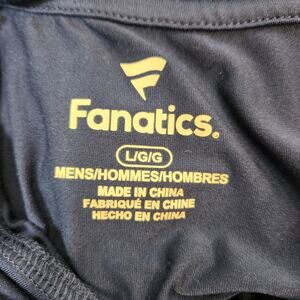 Fanatics.
L/G/G
MENS/HOMMES/HOMBRES
MADE IN CHINA
FABRIQUÉ EN CHINE
HECHO EN CHINA